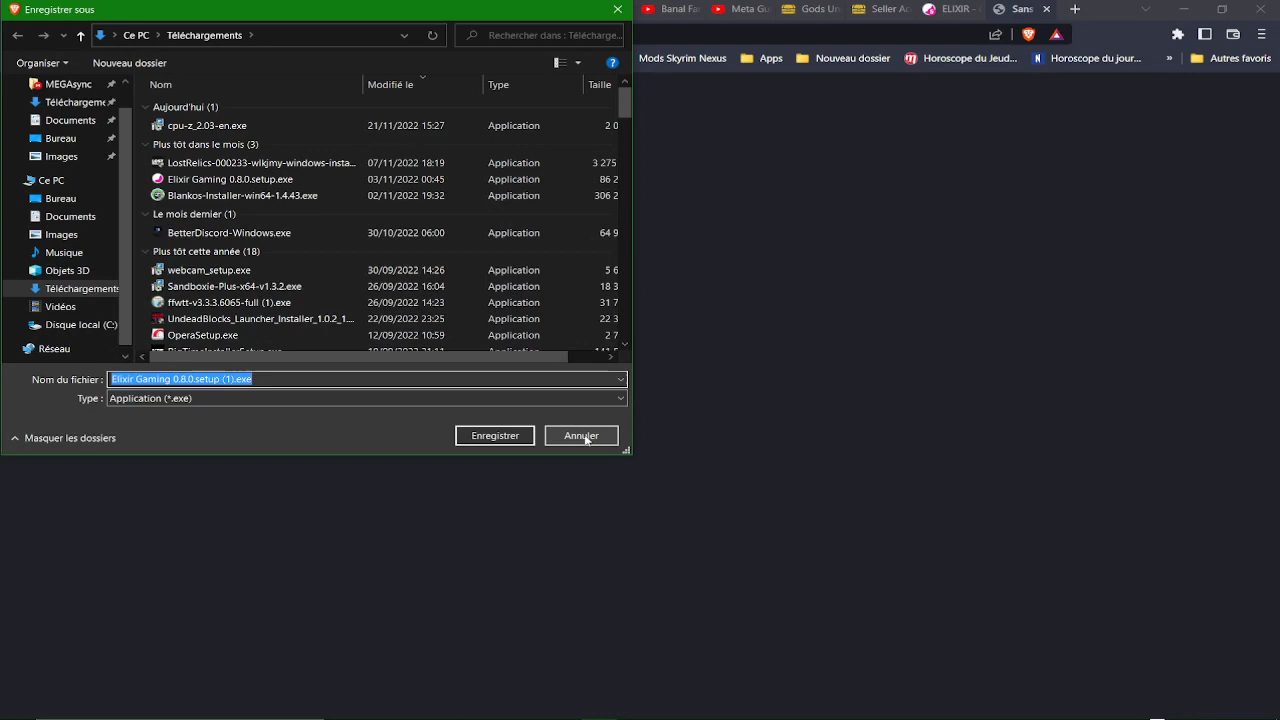 Enregistrer sous
Banal Fa
Meta Gu
Gods Un
Seller Ac
ELIXIR –
Sans
Ce PC
Téléchargements
Rechercher dans : Télécharge...
Organiser
Nouveau dossier
Mods Skyrim Nexus
Apps
Nouveau dossier
Horoscope du Jeud...
Horoscope du jour...
»
Autres favoris
MEGAsync
Téléchargeme
Documents
Bureau
Images
Ce PC
Bureau
Documents
Images
Musique
Objets 3D
Téléchargements
Vidéos
Disque local (C:)
Réseau
Nom
Modifié le
Type
Taille
Aujourd'hui (1)
cpu-z_2.03-en.exe 21/11/2022 15:27 Application 2 0
Plus tôt dans le mois (3)
LostRelics-000233-wlkjmy-windows-insta... 07/11/2022 18:19 Application 3 275
Elixir Gaming 0.8.0.setup.exe 03/11/2022 00:45 Application 86 2
Blankos-Installer-win64-1.4.43.exe 02/11/2022 19:32 Application 306 2
Le mois dernier (1)
BetterDiscord-Windows.exe 30/10/2022 06:00 Application 64 9
Plus tôt cette année (18)
webcam_setup.exe 30/09/2022 14:26 Application 5 6
Sandboxie-Plus-x64-v1.3.2.exe 26/09/2022 16:04 Application 18 3
ffwtt-v3.3.3.6065-full (1).exe 26/09/2022 14:23 Application 31 7
UndeadBlocks_Launcher_Installer_1.0.2_1.... 22/09/2022 23:25 Application 22 3
OperaSetup.exe 12/09/2022 10:59 Application 2 7
Nom du fichier :
Elixir Gaming 0.8.0.setup (1).exe
Type :
Application (*.exe)
Masquer les dossiers
Enregistrer
Annuler